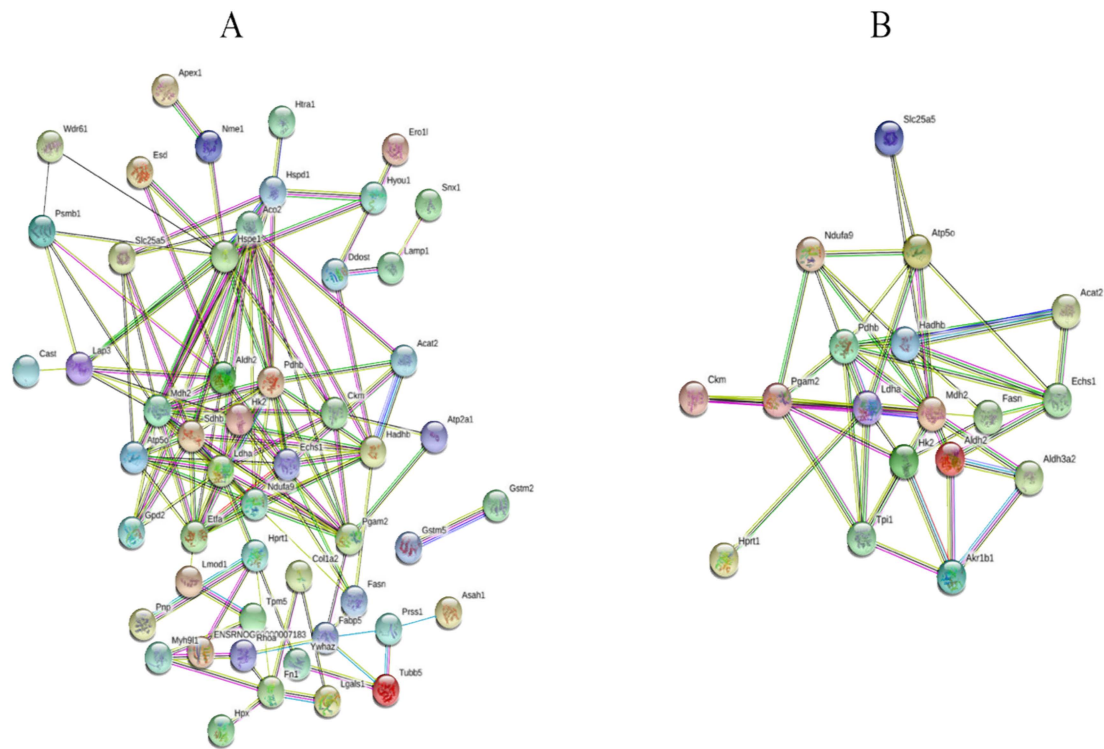 A
B
Apex1
Htra1
Wdr61
Nme1
Ero1l
Esd
Hspd1
Hyou1
Snx1
Psmb1
Aco2
Slc25a5
Hspe1
Ddost
Lamp1
Cast
Lap3
Aldh2
Pdhb
Acat2
Mdh2
Hk2
Ckm
Atp2a1
Sdhb
Hadhb
Atp5o
Ldha
Echs1
Ndufa9
Gstm2
Gpd2
Etfa
Pgam2
Gstm5
Hprt1
Col1a2
Lmod1
Fasn
Pnp
Tpm5
Fabp5
Prss1
Asah1
Myh9l1
Rhoa
Ywhaz
Fn1
Lgals1
Tubb5
Hpx
Slc25a5
Ndufa9
Atp5o
Acat2
Pdhb
Hadhb
Ckm
Pgam2
Ldha
Mdh2
Fasn
Echs1
Hk2
Aldh2
Aldh3a2
Tpi1
Hprt1
Akr1b1